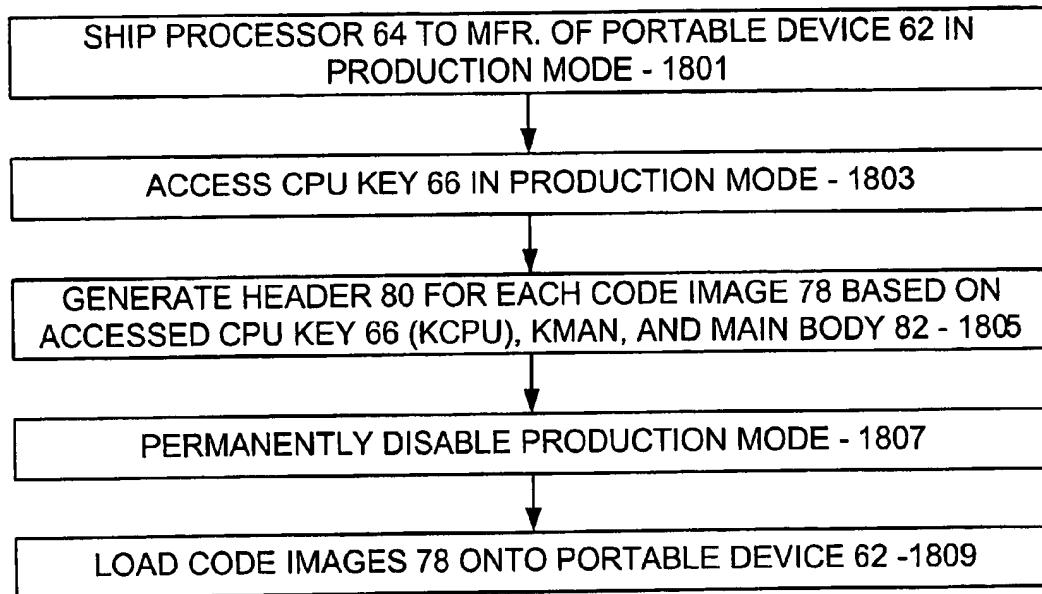 SHIP PROCESSOR 64 TO MFR. OF PORTABLE DEVICE 62 IN
PRODUCTION MODE - 1801
ACCESS CPU KEY 66 IN PRODUCTION MODE - 1803
GENERATE HEADER 80 FOR EACH CODE IMAGE 78 BASED ON
ACCESSED CPU KEY 66 (KCPU), KMAN, AND MAIN BODY 82 - 1805
PERMANENTLY DISABLE PRODUCTION MODE - 1807
LOAD CODE IMAGES 78 ONTO PORTABLE DEVICE 62 -1809